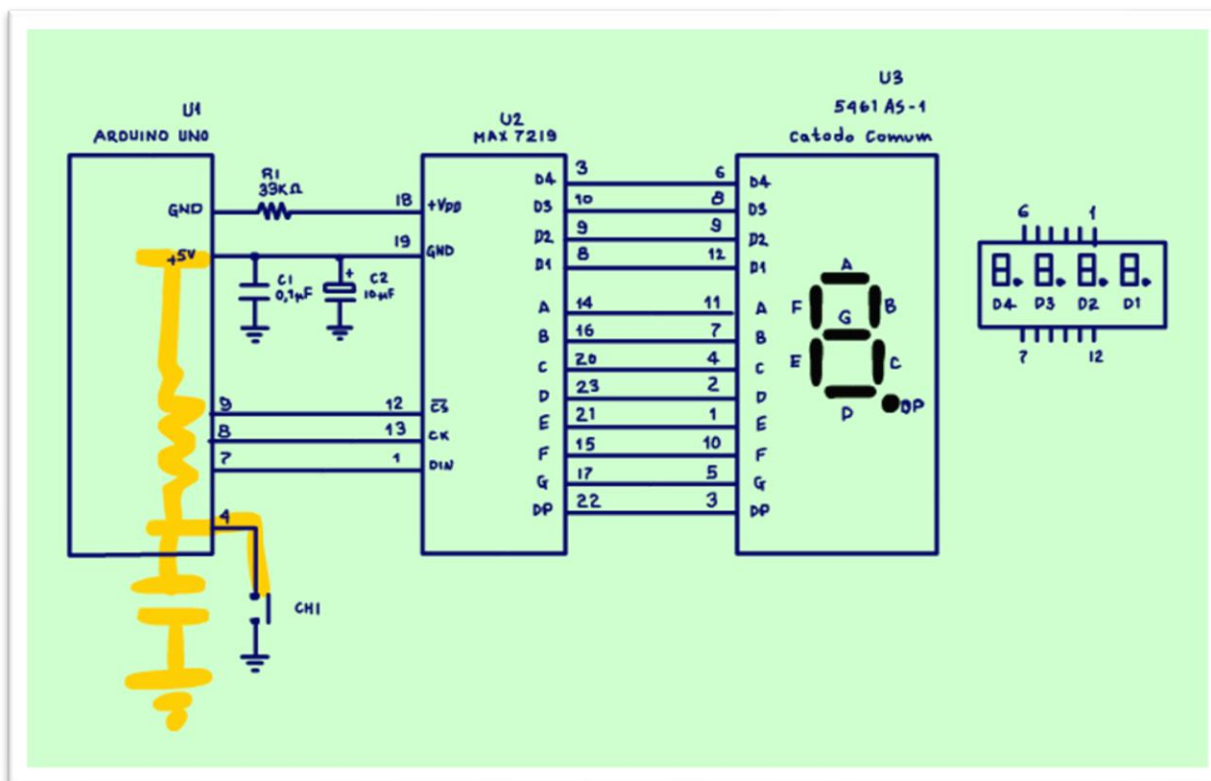 U1
ARDUINO UNO
GND
+5V
9
8
7
4
R1
33KΩ
C1
0,1µF
+
C2
10µF
CH1
U2
MAX 7219
18 +VDD
19 GND
12 C̅S̅
13 CK
1 DIN
D4 3
D3 10
D2 9
D1 8
A 14
B 16
C 20
D 23
E 21
F 15
G 17
DP 22
U3
5461 AS-1
Catodo Comum
6 D4
8 D3
9 D2
12 D1
11 A
7 B
4 C
2 D
1 E
10 F
5 G
3 DP
A
F G B
E C
D DP
6 1
D4 D3 D2 D1
7 12